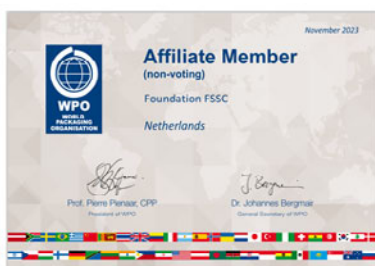 November 2023
Affiliate Member
(non-voting)
Foundation FSSC
Netherlands
WPO
WORLD
PACKAGING
ORGANISATION
Prof. Pierre Pienaar, CPP
President of WPO
Dr. Johannes Bergmair
General Secretary of WPO